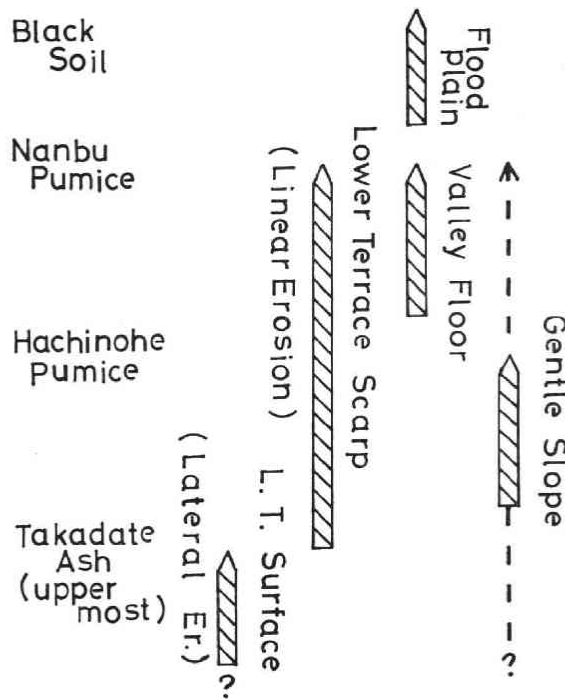 Black
Soil
Nanbu
Pumice
Hachinohe
Pumice
Takadate
Ash
(upper
most)
Flood
plain
Valley Floor
Lower Terrace Scarp
(Linear Erosion)
Gentle Slope
L. T. Surface
(Lateral Er.)
?
?